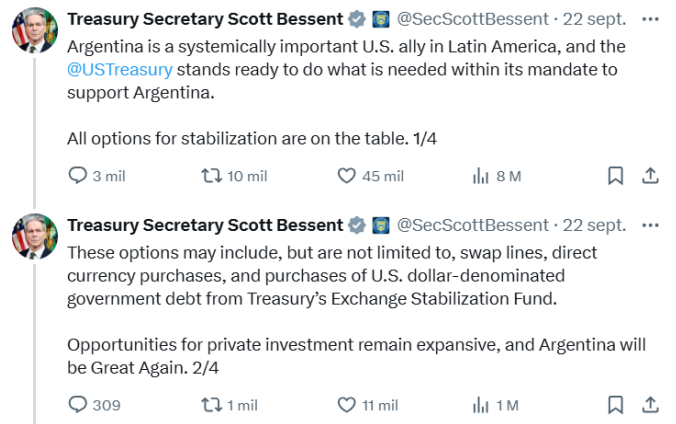 Treasury Secretary Scott Bessent @SecScottBessent · 22 sept.
Argentina is a systemically important U.S. ally in Latin America, and the
@USTreasury stands ready to do what is needed within its mandate to
support Argentina.
All options for stabilization are on the table. 1/4
3 mil 10 mil 45 mil 8 M
Treasury Secretary Scott Bessent @SecScottBessent · 22 sept.
These options may include, but are not limited to, swap lines, direct
currency purchases, and purchases of U.S. dollar-denominated
government debt from Treasury’s Exchange Stabilization Fund.
Opportunities for private investment remain expansive, and Argentina will
be Great Again. 2/4
309 1 mil 11 mil 1 M